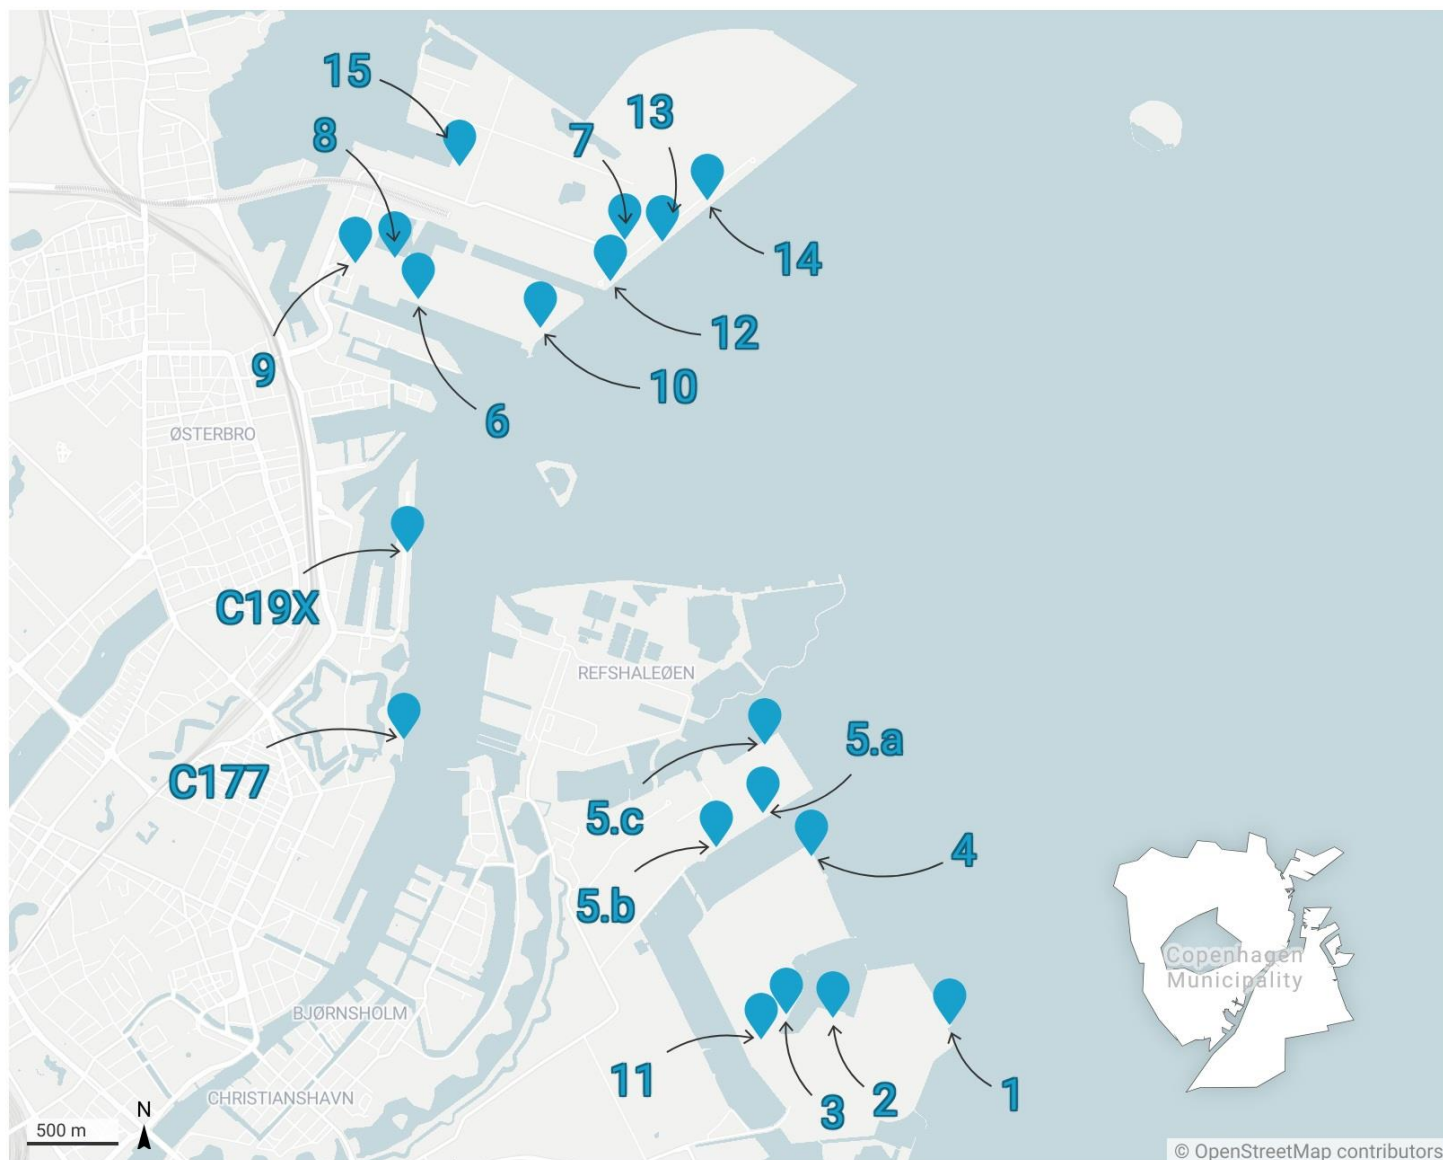 15
13
8
7
14
12
9
10
6
ØSTERBRO
C19X
REFSHALEØEN
5.a
C177
5.c
4
5.b
Copenhagen
Municipality
BJØRNSHOLM
11
2
1
3
CHRISTIANSHAVN
N
500 m
© OpenStreetMap contributors